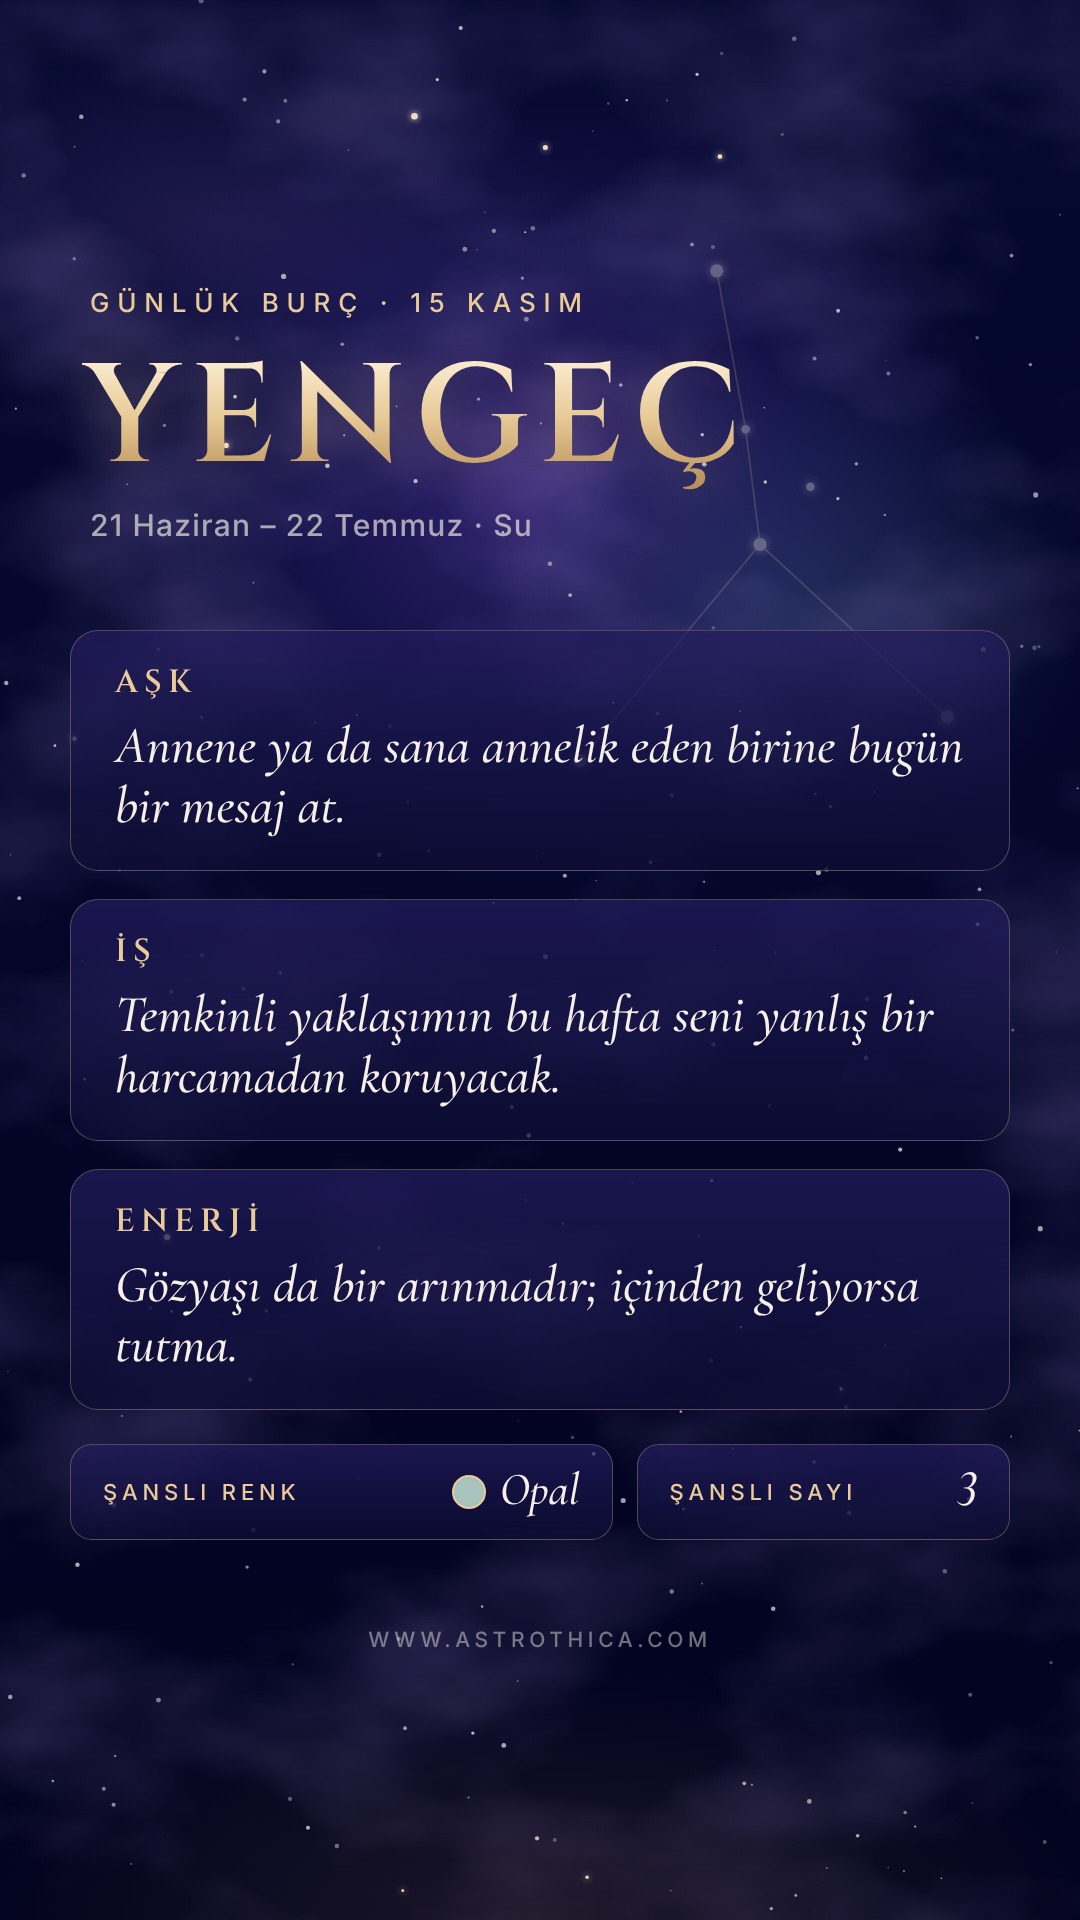 GÜNLÜK BURÇ · 15 KASIM
YENGEÇ
21 Haziran – 22 Temmuz · Su
AŞK
Annene ya da sana annelik eden birine bugün
bir mesaj at.
İŞ
Temkinli yaklaşımın bu hafta seni yanlış bir
harcamadan koruyacak.
ENERJİ
Gözyaşı da bir arınmadır; içinden geliyorsa
tutma.
ŞANSLI RENK Opal
ŞANSLI SAYI 3
WWW.ASTROTHICA.COM